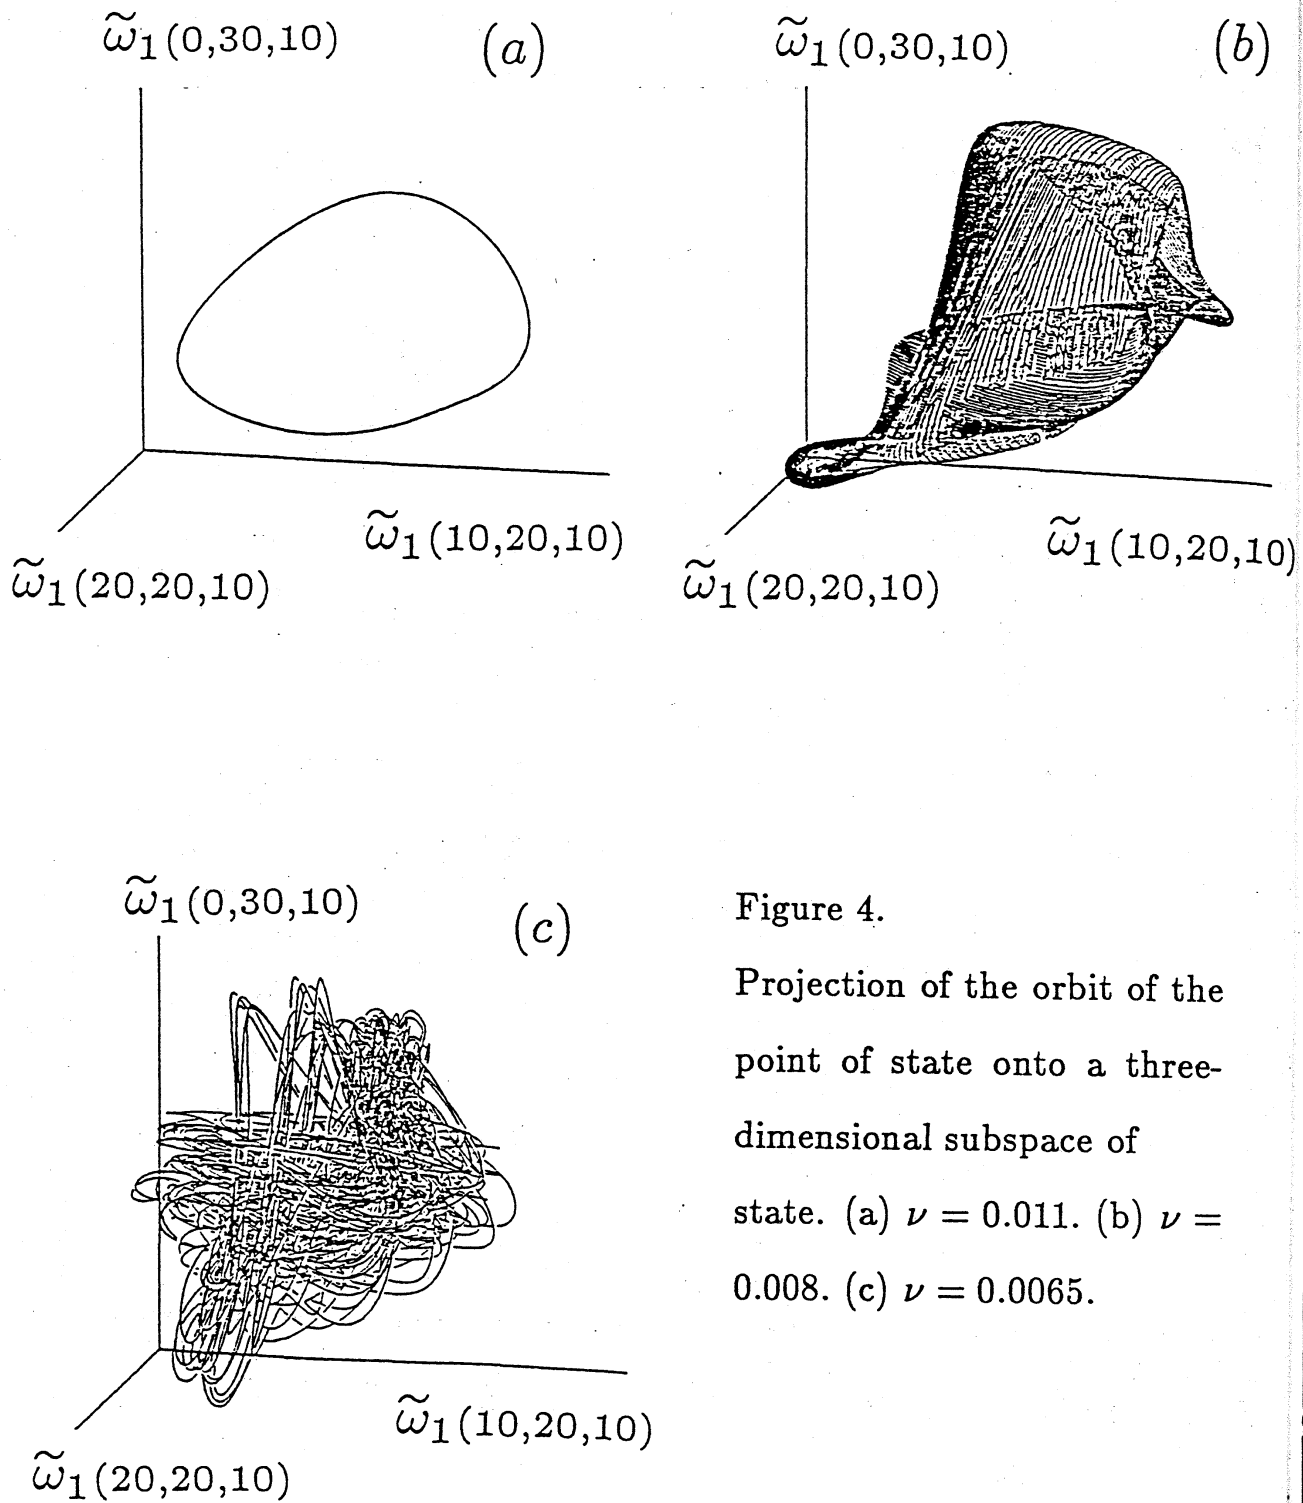 ω̃₁(0,30,10)
(a)
ω̃₁(10,20,10)
ω̃₁(20,20,10)
ω̃₁(0,30,10)
(b)
ω̃₁(10,20,10)
ω̃₁(20,20,10)
ω̃₁(0,30,10)
(c)
ω̃₁(10,20,10)
ω̃₁(20,20,10)
Figure 4.
Projection of the orbit of the
point of state onto a three-
dimensional subspace of
state. (a) ν = 0.011. (b) ν =
0.008. (c) ν = 0.0065.